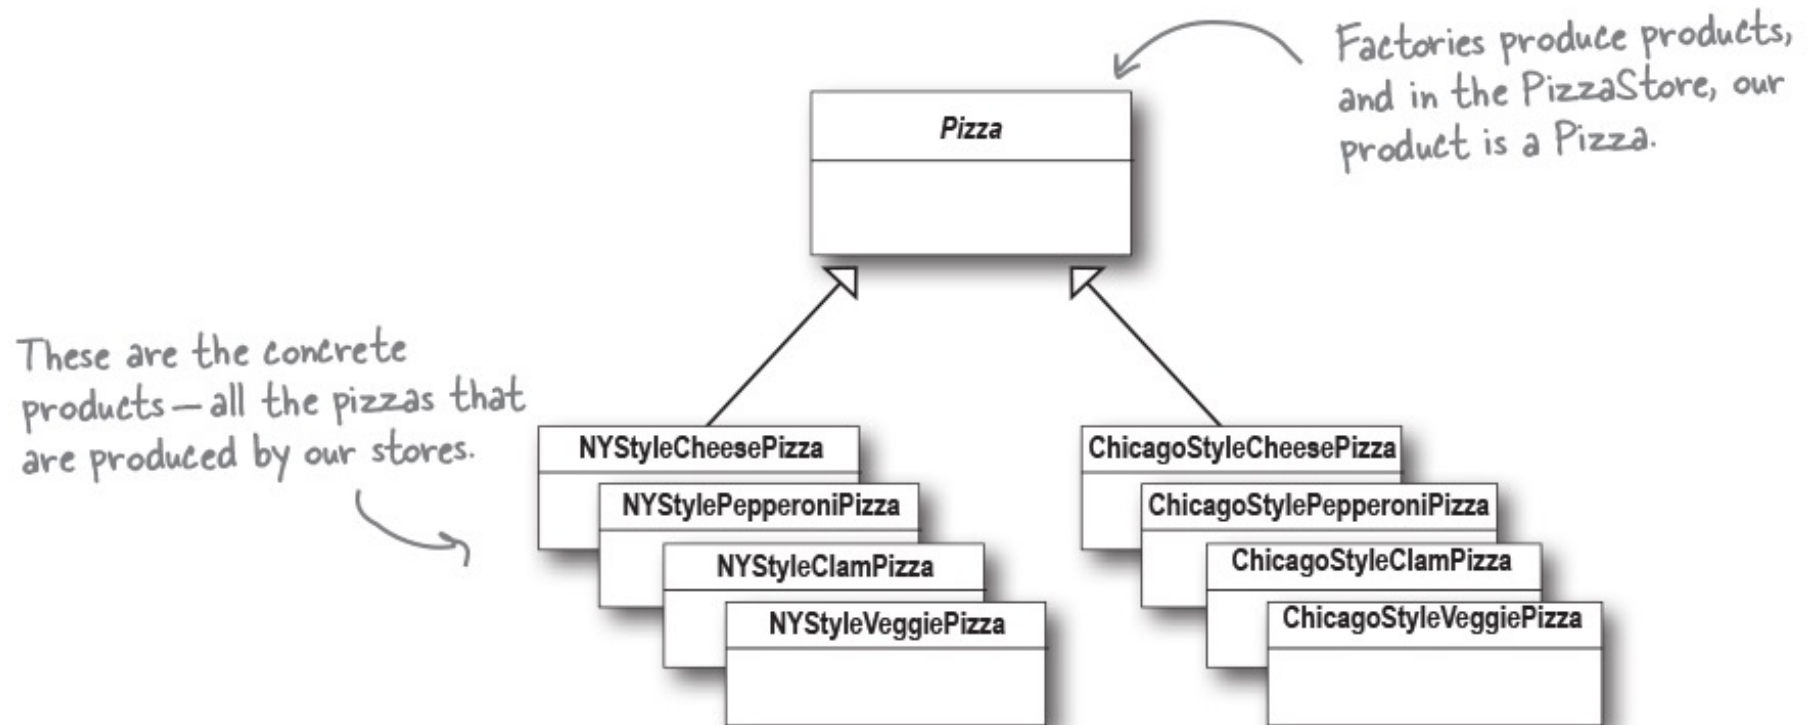 Factories produce products,
and in the PizzaStore, our
product is a Pizza.
Pizza
These are the concrete
products—all the pizzas that
are produced by our stores.
NYStyleCheesePizza
NYStylePepperoniPizza
NYStyleClamPizza
NYStyleVeggiePizza
ChicagoStyleCheesePizza
ChicagoStylePepperoniPizza
ChicagoStyleClamPizza
ChicagoStyleVeggiePizza